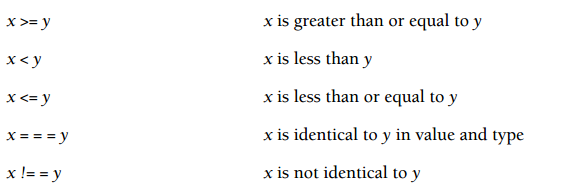 x >= y x is greater than or equal to y
x < y x is less than y
x <= y x is less than or equal to y
x = = = y x is identical to y in value and type
x != = y x is not identical to y